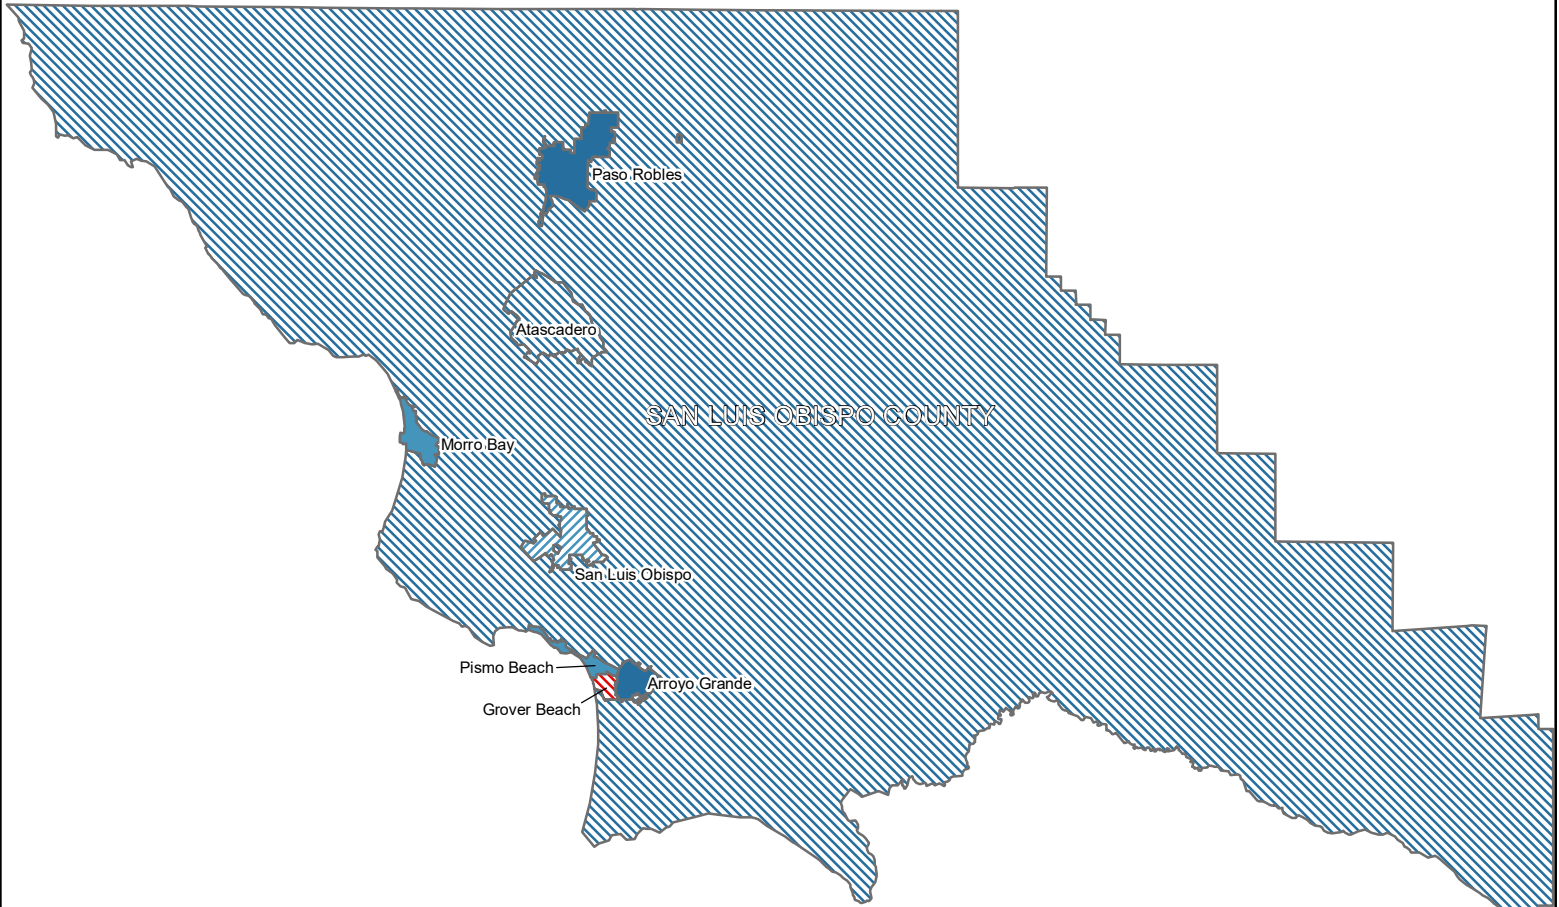 Paso Robles
Atascadero
SAN LUIS OBISPO COUNTY
Morro Bay
San Luis Obispo
Pismo Beach
Arroyo Grande
Grover Beach